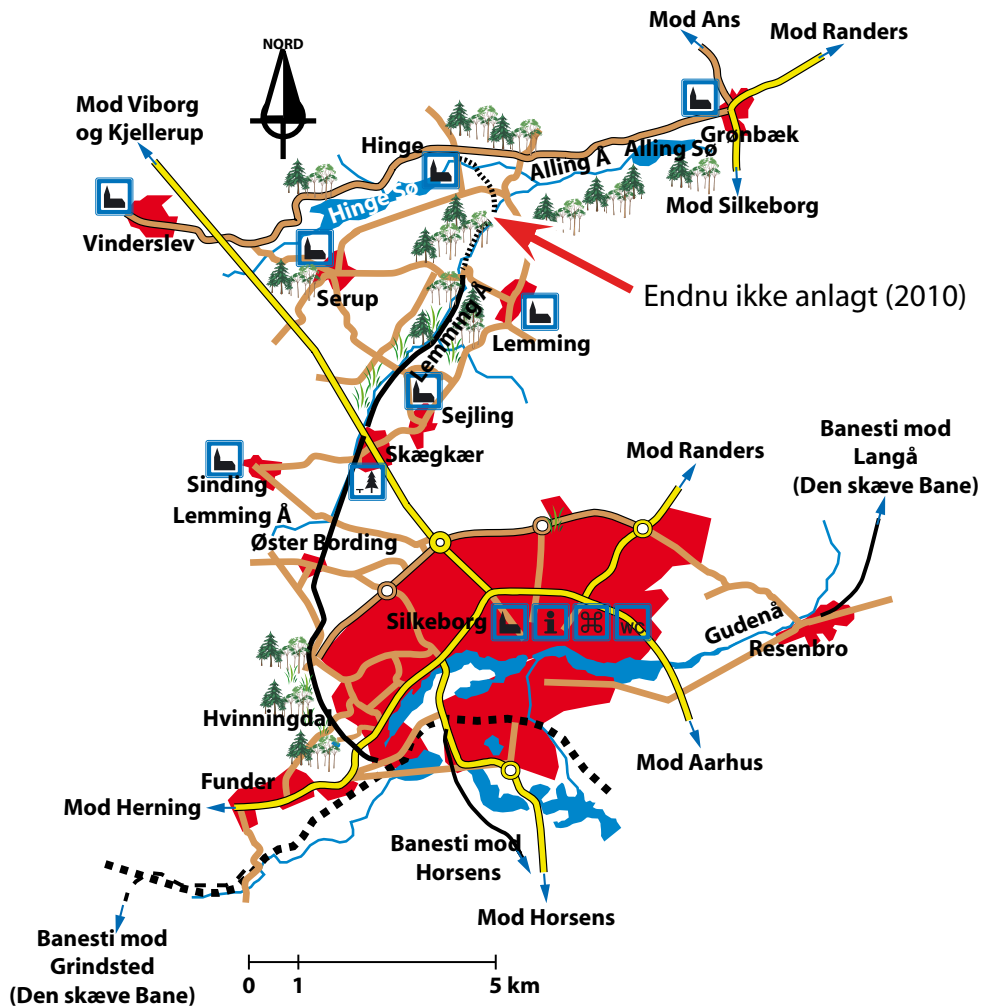 Mod Ans
Mod Randers
NORD
Mod Viborg
og Kjellerup
Hinge
Grønbæk
Alling Sø
Alling Å
Hinge Sø
Mod Silkeborg
Vinderslev
Serup
Endnu ikke anlagt (2010)
Lemming Å
Lemming
Sejling
Skægkær
Mod Randers
Banesti mod
Langå
(Den skæve Bane)
Sinding
Lemming Å
Øster Bording
Silkeborg
i
WC
Gudenå
Resenbro
Hvinningdal
Mod Aarhus
Funder
Mod Herning
Banesti mod
Horsens
Mod Horsens
Banesti mod
Grindsted
(Den skæve Bane)
0 1 5 km